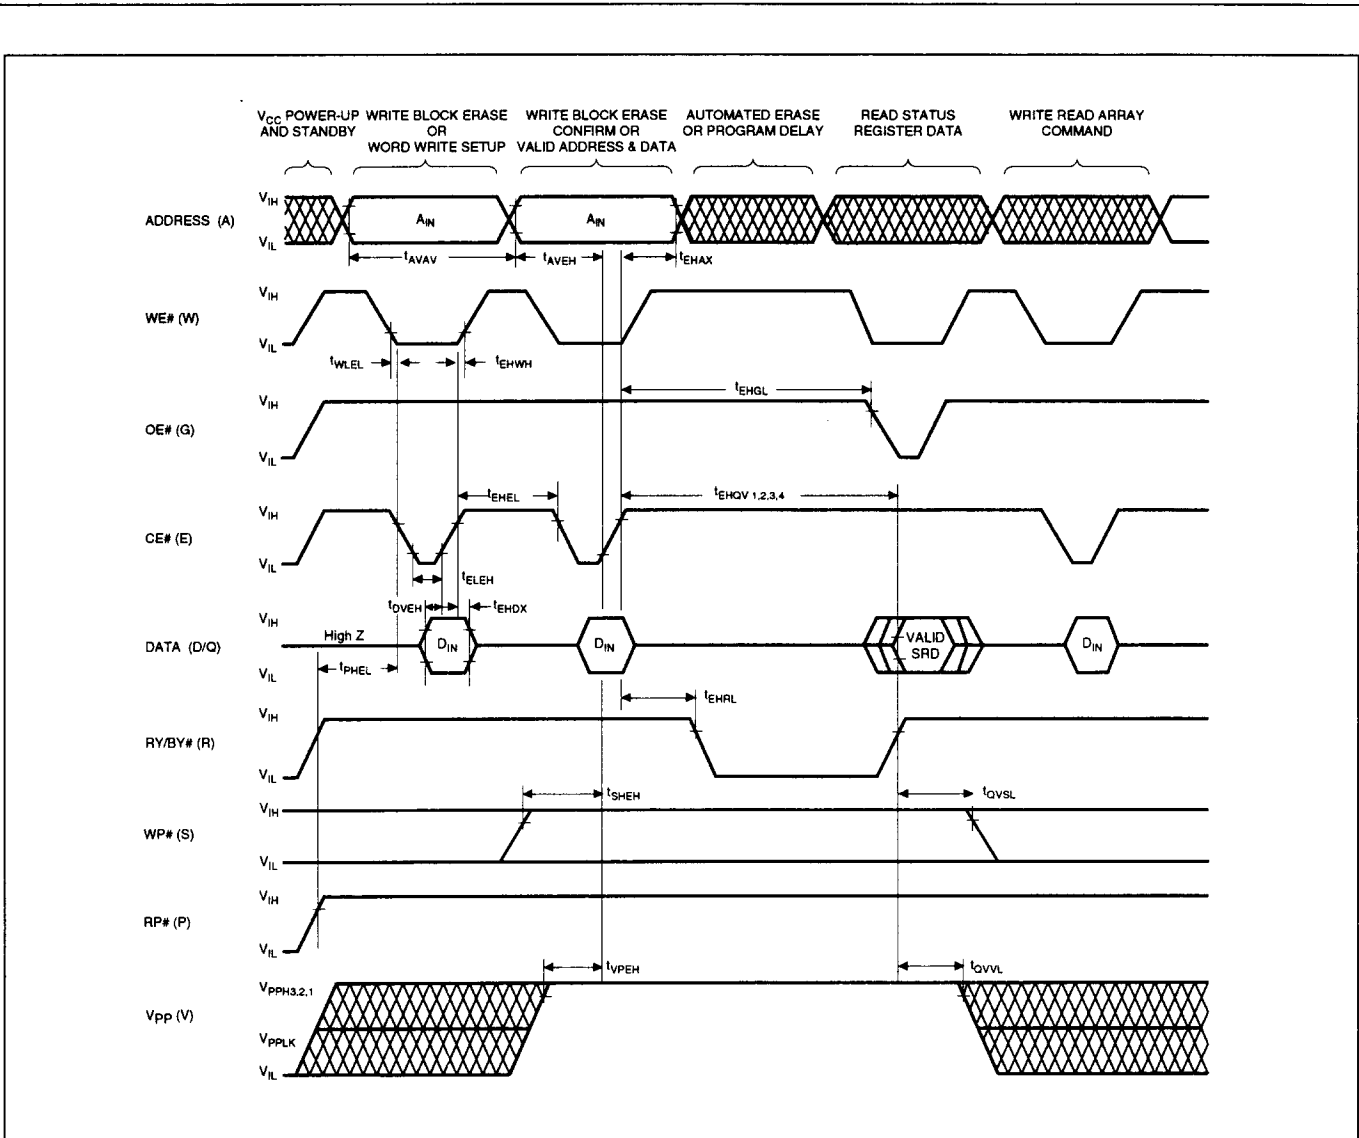 VCC POWER-UP AND STANDBY
WRITE BLOCK ERASE OR WORD WRITE SETUP
WRITE BLOCK ERASE CONFIRM OR VALID ADDRESS & DATA
AUTOMATED ERASE OR PROGRAM DELAY
READ STATUS REGISTER DATA
WRITE READ ARRAY COMMAND
ADDRESS (A)
VIH
VIL
AIN
AIN
tAVAV
tAVEH
tEHAX
WE# (W)
VIH
VIL
tWLEL
tEHWH
OE# (G)
VIH
VIL
tEHGL
CE# (E)
VIH
VIL
tEHEL
tEHQV 1,2,3,4
tELEH
tDVEH
tEHDX
DATA (D/Q)
VIH
VIL
High Z
DIN
DIN
VALID SRD
DIN
tPHEL
tEHRL
RY/BY# (R)
VIH
VIL
tSHEH
tQVSL
WP# (S)
VIH
VIL
RP# (P)
VIH
VIL
tVPEH
tQVVL
VPP (V)
VPPH3,2,1
VPPLK
VIL